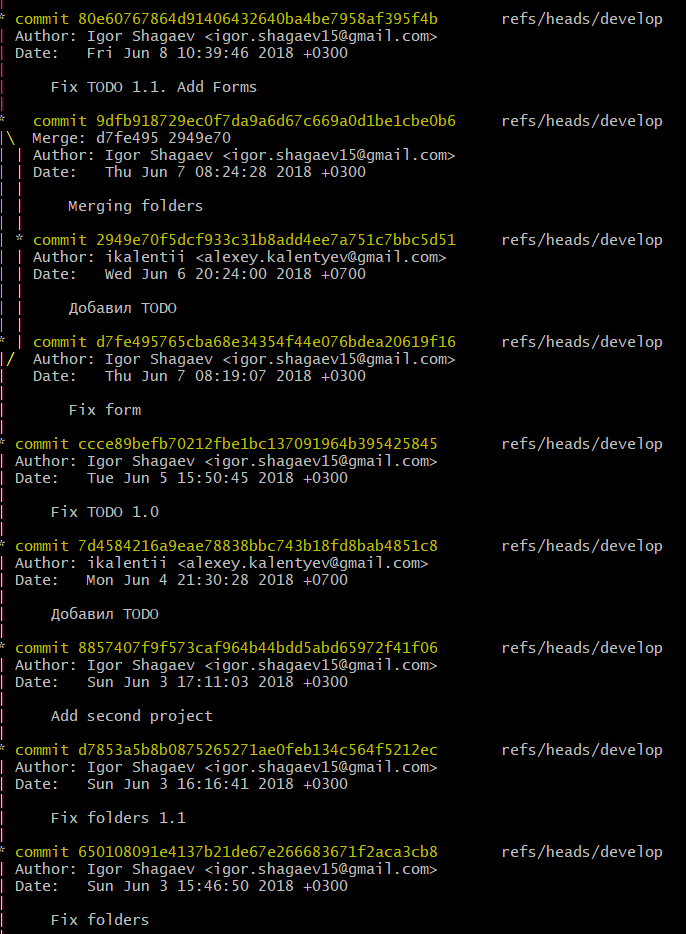 * commit 80e60767864d91406432640ba4be7958af395f4b refs/heads/develop
| Author: Igor Shagaev <igor.shagaev15@gmail.com>
| Date: Fri Jun 8 10:39:46 2018 +0300
| Fix TODO 1.1. Add Forms
* commit 9dfb918729ec0f7da9a6d67c669a0d1be1cbe0b6 refs/heads/develop
|\ Merge: d7fe495 2949e70
| | Author: Igor Shagaev <igor.shagaev15@gmail.com>
| | Date: Thu Jun 7 08:24:28 2018 +0300
| | Merging folders
| * commit 2949e70f5dcf933c31b8add4ee7a751c7bbc5d51 refs/heads/develop
| | Author: ikalentii <alexey.kalentyev@gmail.com>
| | Date: Wed Jun 6 20:24:00 2018 +0700
| | Добавил TODO
* | commit d7fe495765cba68e34354f44e076bdea20619f16 refs/heads/develop
|/ Author: Igor Shagaev <igor.shagaev15@gmail.com>
| Date: Thu Jun 7 08:19:07 2018 +0300
| Fix form
* commit ccce89befb70212fbe1bc137091964b395425845 refs/heads/develop
| Author: Igor Shagaev <igor.shagaev15@gmail.com>
| Date: Tue Jun 5 15:50:45 2018 +0300
| Fix TODO 1.0
* commit 7d4584216a9eae78838bbc743b18fd8bab4851c8 refs/heads/develop
| Author: ikalentii <alexey.kalentyev@gmail.com>
| Date: Mon Jun 4 21:30:28 2018 +0700
| Добавил TODO
* commit 8857407f9f573caf964b44bdd5abd65972f41f06 refs/heads/develop
| Author: Igor Shagaev <igor.shagaev15@gmail.com>
| Date: Sun Jun 3 17:11:03 2018 +0300
| Add second project
* commit d7853a5b8b0875265271ae0feb134c564f5212ec refs/heads/develop
| Author: Igor Shagaev <igor.shagaev15@gmail.com>
| Date: Sun Jun 3 16:16:41 2018 +0300
| Fix folders 1.1
* commit 650108091e4137b21de67e266683671f2aca3cb8 refs/heads/develop
| Author: Igor Shagaev <igor.shagaev15@gmail.com>
| Date: Sun Jun 3 15:46:50 2018 +0300
| Fix folders